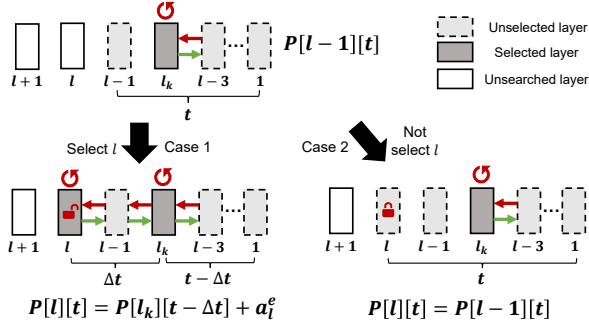 P[l − 1][t]
l + 1 l l − 1 l_k l − 3 ... 1
t
Unselected layer
Selected layer
Unsearched layer
Select l Case 1
Case 2 Not
select l
l + 1 l l − 1 l_k l − 3 ... 1
Δt t − Δt
P[l][t] = P[l_k][t − Δt] + a_l^e
l + 1 l l − 1 l_k l − 3 ... 1
t
P[l][t] = P[l − 1][t]